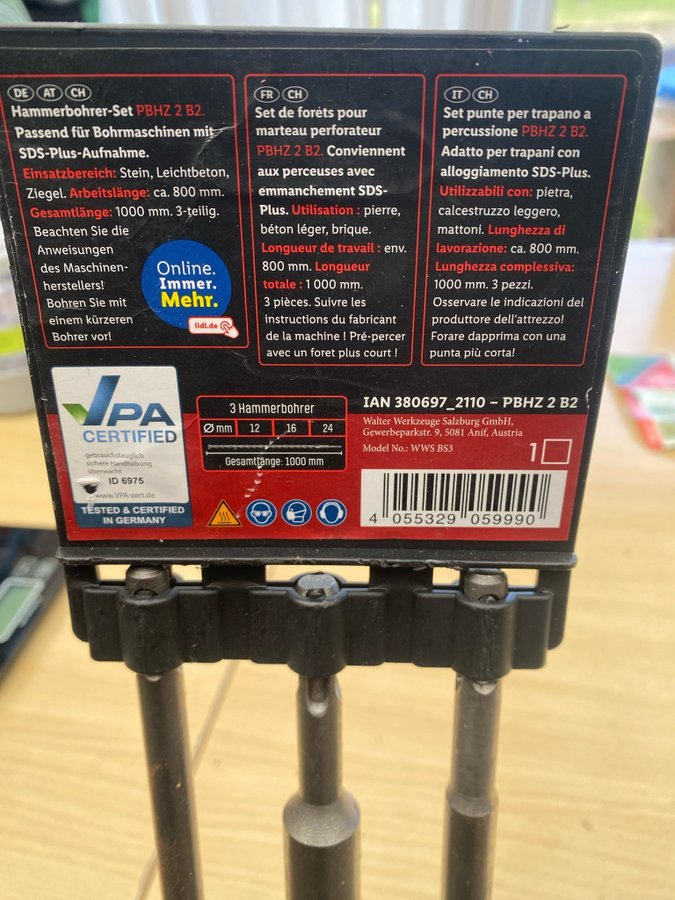 DE AT CH
Hammerbohrer-Set PBHZ 2 B2.
Passend für Bohrmaschinen mit
SDS-Plus-Aufnahme.
Einsatzbereich: Stein, Leichtbeton,
Ziegel. Arbeitslänge: ca. 800 mm.
Gesamtlänge: 1000 mm. 3-teilig.
Beachten Sie die
Anweisungen
des Maschinen-
herstellers!
Bohren Sie mit
einem kürzeren
Bohrer vor!
Online.
Immer.
Mehr.
lidl.de
FR CH
Set de forêts pour
marteau perforateur
PBHZ 2 B2. Conviennent
aux perceuses avec
emmanchement SDS-
Plus. Utilisation : pierre,
béton léger, brique.
Longueur de travail : env.
800 mm. Longueur
totale : 1 000 mm.
3 pièces. Suivre les
instructions du fabricant
de la machine ! Pré-percer
avec un foret plus court !
IT CH
Set punte per trapano a
percussione PBHZ 2 B2.
Adatto per trapani con
alloggiamento SDS-Plus.
Utilizzabili con: pietra,
calcestruzzo leggero,
mattoni. Lunghezza di
lavorazione: ca. 800 mm.
Lunghezza complessiva:
1000 mm. 3 pezzi.
Osservare le indicazioni del
produttore dell'attrezzo!
Forare dapprima con una
punta più corta!
VPA
CERTIFIED
gebrauchstauglich
sichere Handhabung
überwacht
ID 6975
www.VPA-zert.de
TESTED & CERTIFIED
IN GERMANY
3 Hammerbohrer
Ø mm 12 16 24
Gesamtlänge: 1000 mm
IAN 380697_2110 – PBHZ 2 B2
Walter Werkzeuge Salzburg GmbH,
Gewerbeparkstr. 9, 5081 Anif, Austria
Model No.: WWS BS3
1
4 055329 059990